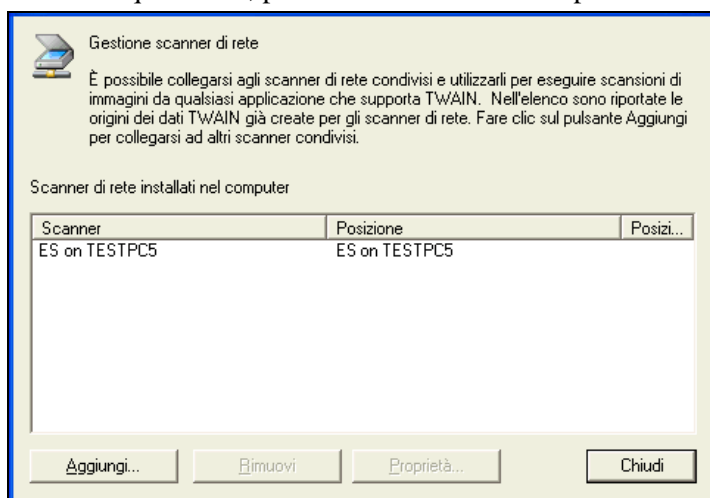 Gestione scanner di rete
È possibile collegarsi agli scanner di rete condivisi e utilizzarli per eseguire scansioni di
immagini da qualsiasi applicazione che supporta TWAIN. Nell'elenco sono riportate le
origini dei dati TWAIN già create per gli scanner di rete. Fare clic sul pulsante Aggiungi
per collegarsi ad altri scanner condivisi.
Scanner di rete installati nel computer
Scanner Posizione Posizi...
ES on TESTPC5 ES on TESTPC5
Aggiungi... Rimuovi Proprietà... Chiudi